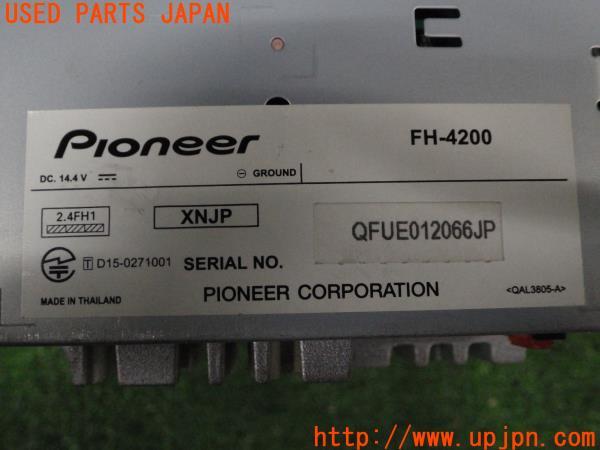 USED PARTS JAPAN
Pioneer
FH-4200
DC. 14.4 V
⊖ GROUND
2.4FH1
XNJP
QFUE012066JP
T D15-0271001
SERIAL NO.
MADE IN THAILAND
PIONEER CORPORATION
<QAL3805-A>
http://www.upjpn.com/